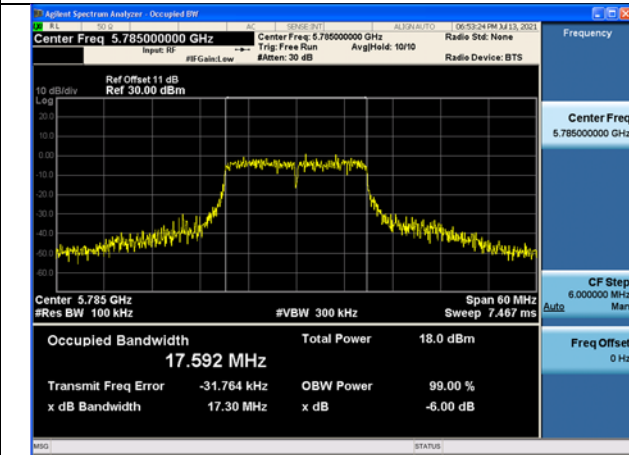 Agilent Spectrum Analyzer - Occupied BW
RL 50 Ω AC SENSE:INT ALIGN AUTO 06:53:24 PM Jul 13, 2021
Center Freq 5.785000000 GHz Center Freq: 5.785000000 GHz Radio Std: None Frequency
Input: RF Trig: Free Run Avg|Hold: 10/10
#IFGain:Low #Atten: 30 dB Radio Device: BTS
Ref Offset 11 dB
10 dB/div Ref 30.00 dBm
Log
20.0
10.0
0.00
-10.0
-20.0
-30.0
-40.0
-50.0
-60.0
Center Freq
5.785000000 GHz
Center 5.785 GHz Span 60 MHz
#Res BW 100 kHz #VBW 300 kHz Sweep 7.467 ms
CF Step
6.000000 MHz
Auto Man
Occupied Bandwidth Total Power 18.0 dBm
17.592 MHz
Freq Offset
0 Hz
Transmit Freq Error -31.764 kHz OBW Power 99.00 %
x dB Bandwidth 17.30 MHz x dB -6.00 dB
MSG STATUS